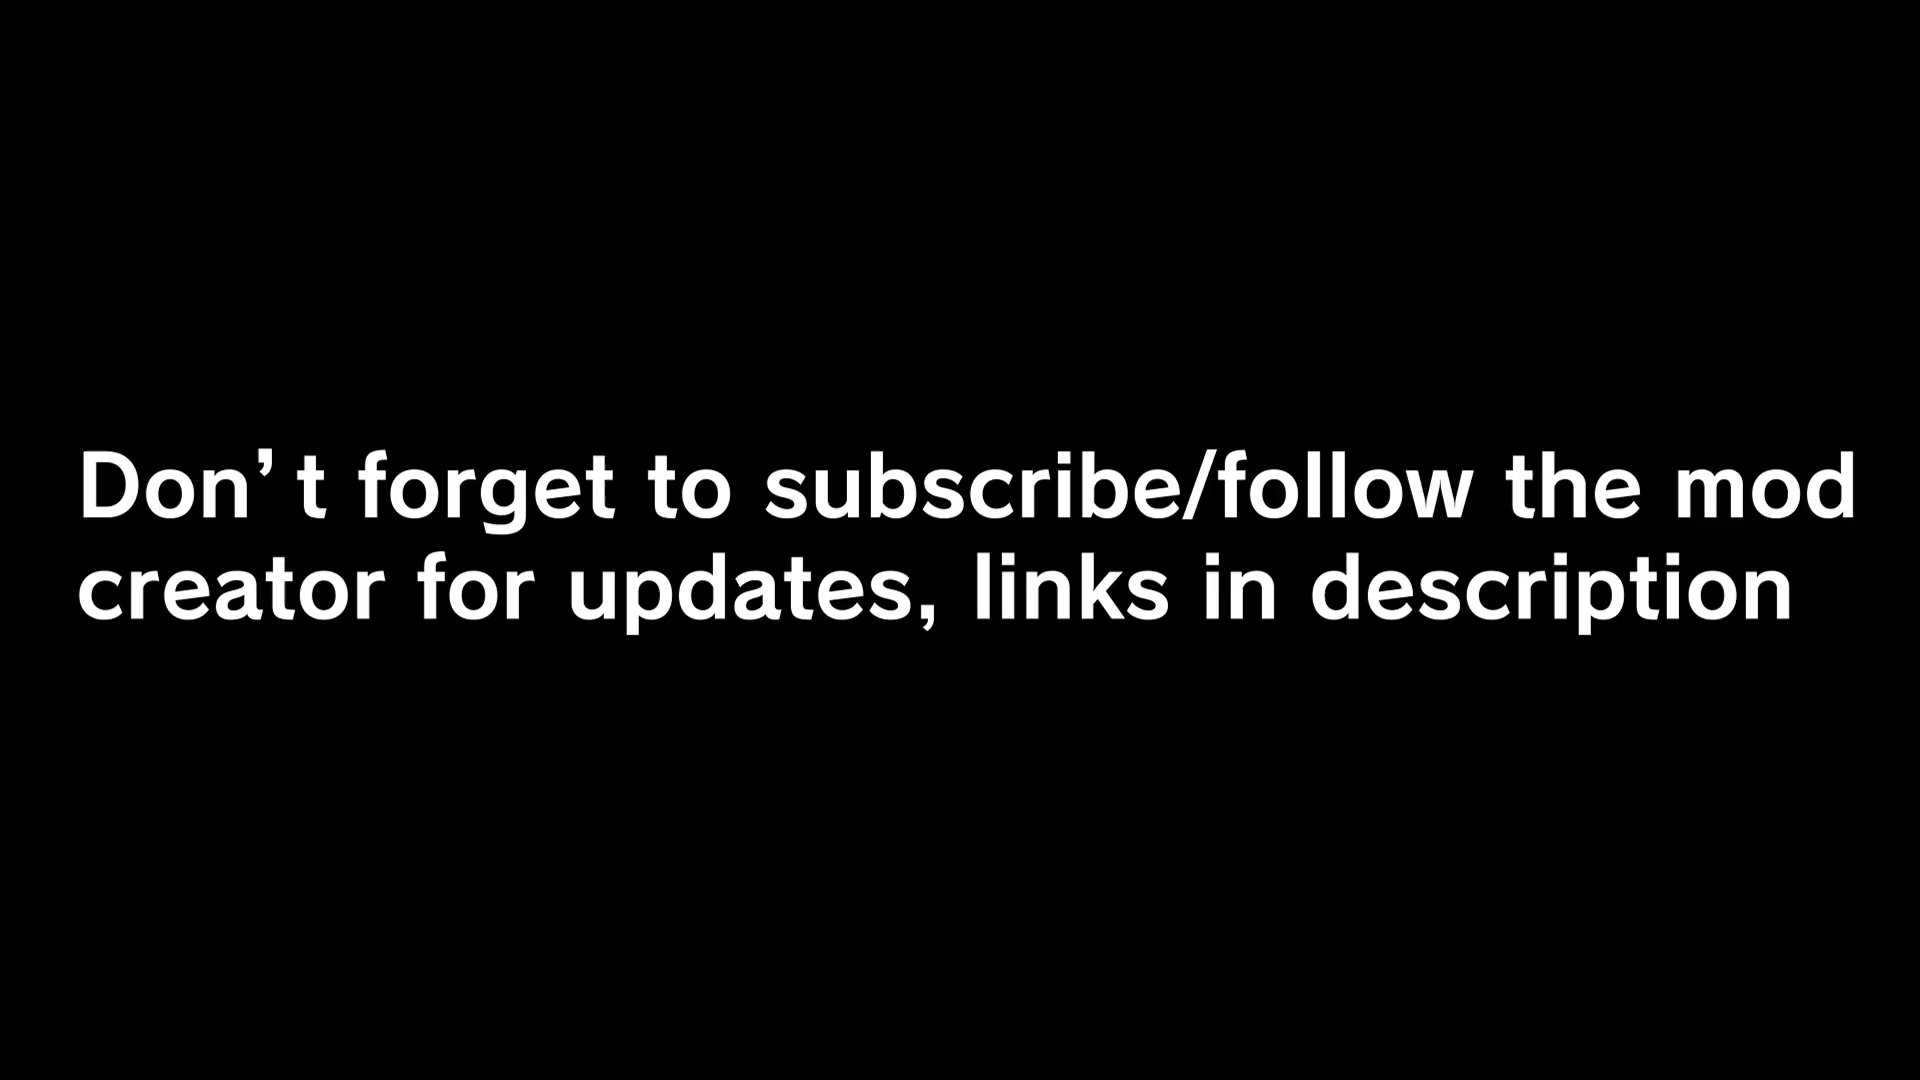 Don’t forget to subscribe/follow the mod
creator for updates, links in description